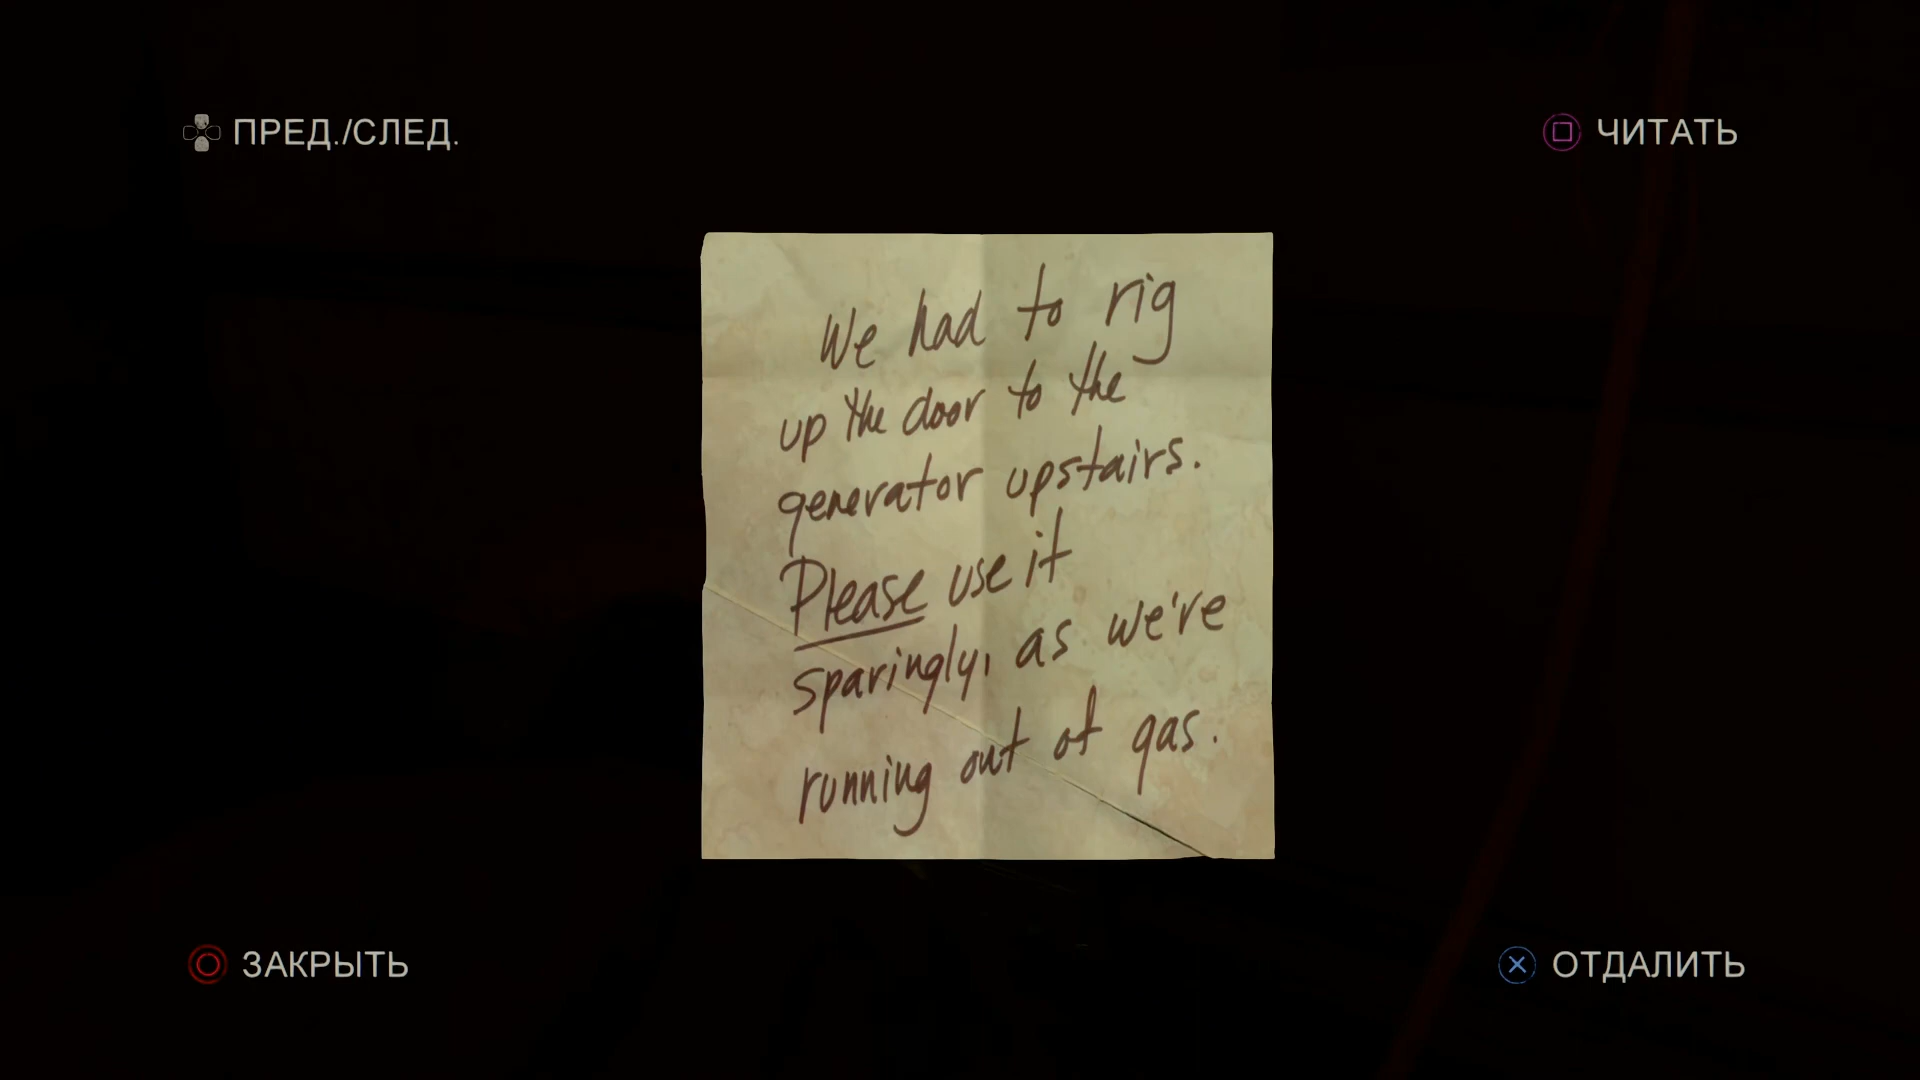 ПРЕД./СЛЕД.
ЧИТАТЬ
We had to rig
up the door to the
generator upstairs.
Please use it
sparingly, as we're
running out of gas.
ЗАКРЫТЬ
ОТДАЛИТЬ